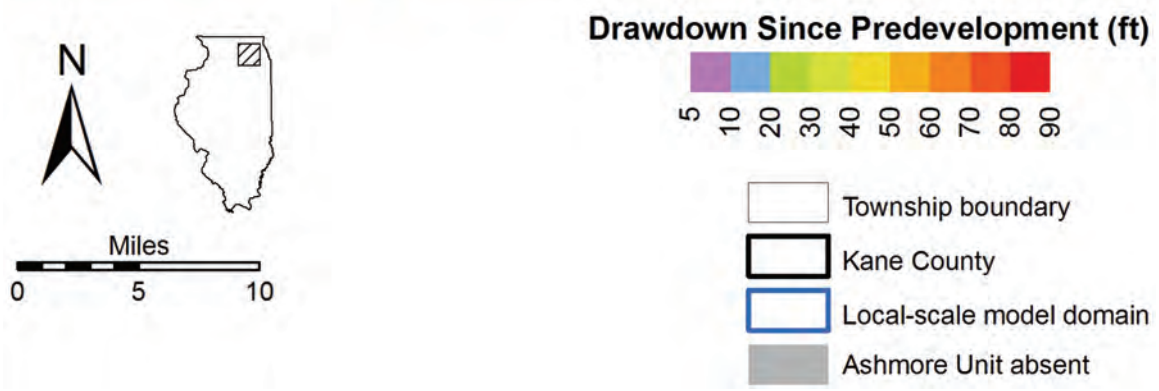 N
Miles
0 5 10
Drawdown Since Predevelopment (ft)
5 10 20 30 40 50 60 70 80 90
Township boundary
Kane County
Local-scale model domain
Ashmore Unit absent